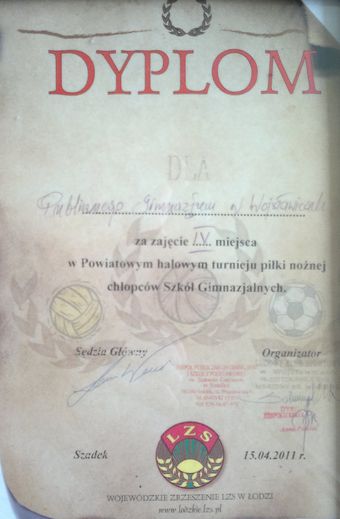 DYPLOM
DLA
Publicznego Gimnazjum w Wojsławicach
za zajęcie IV miejsca
w Powiatowym halowym turnieju piłki nożnej
chłopców Szkół Gimnazjalnych.
Sędzia Główny Organizator
LZS
Szadek 15.04.2011 r.
WOJEWÓDZKIE ZRZESZENIE LZS W ŁODZI
www.lodzkie.lzs.pl